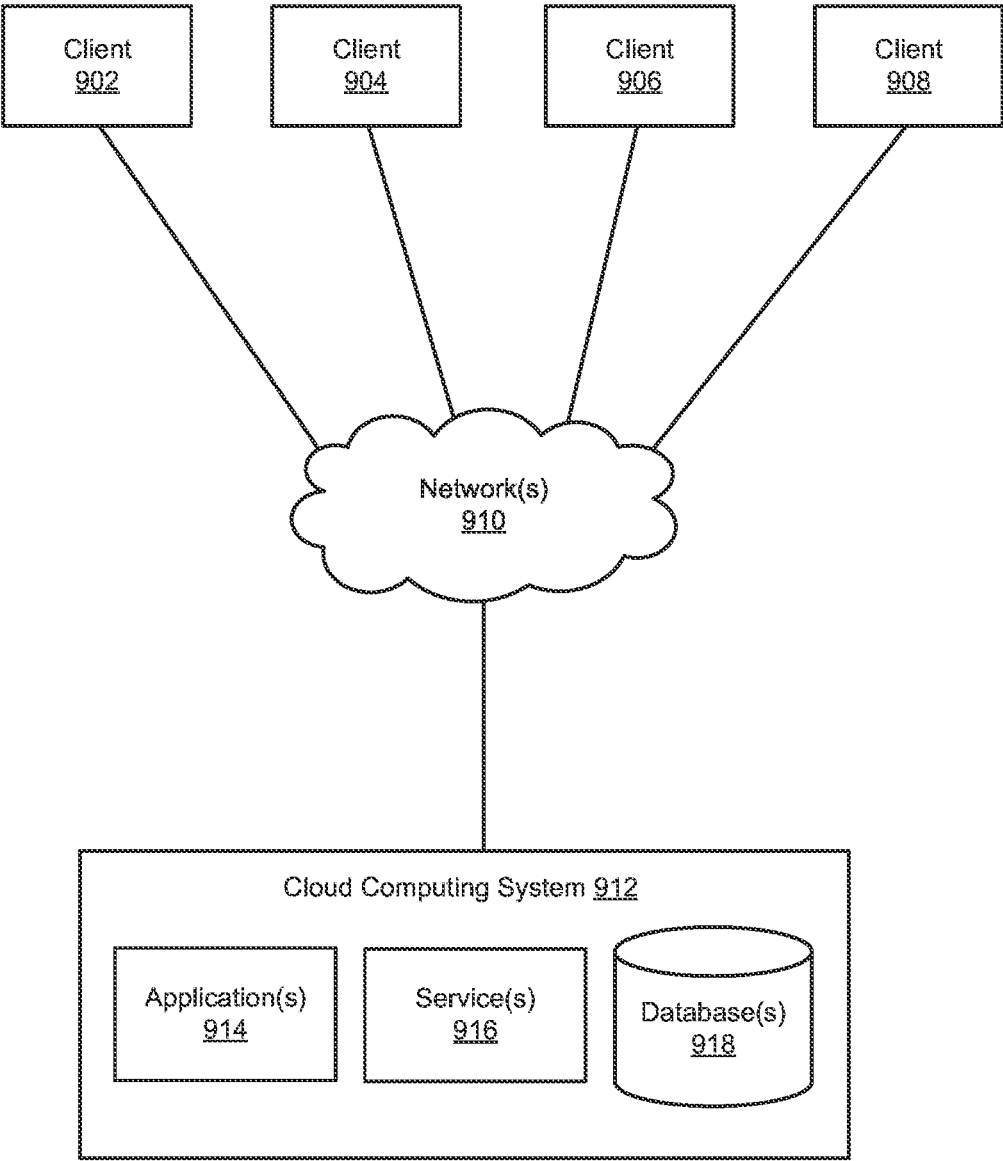 Client
902
Client
904
Client
906
Client
908
Network(s)
910
Cloud Computing System 912
Application(s)
914
Service(s)
916
Database(s)
918